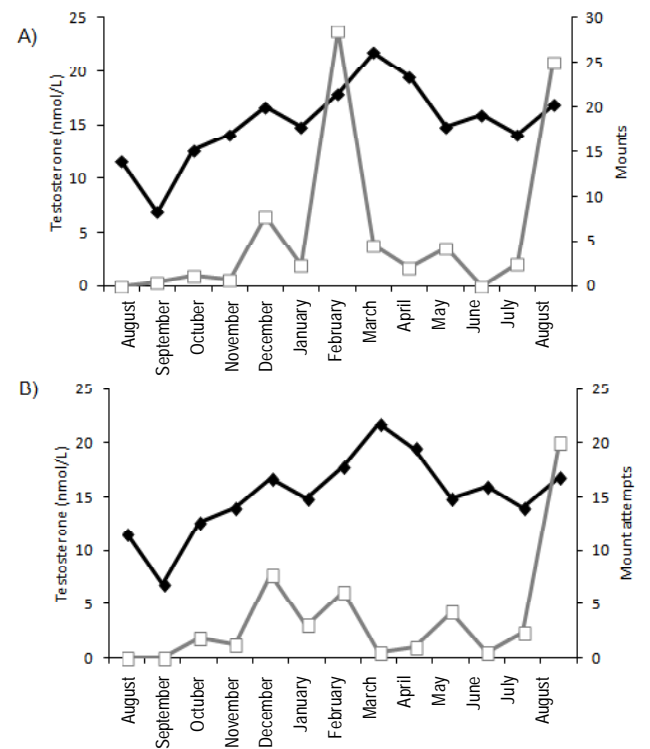 A)
Testosterone (nmol/L)
25
20
15
10
5
0
30
25
20
15
10
5
0
Mounts
August
September
Octuber
November
December
January
February
March
April
May
June
July
August
B)
Testosterone (nmol/L)
25
20
15
10
5
0
25
20
15
10
5
0
Mount attempts
August
September
Octuber
November
December
January
February
March
April
May
June
July
August